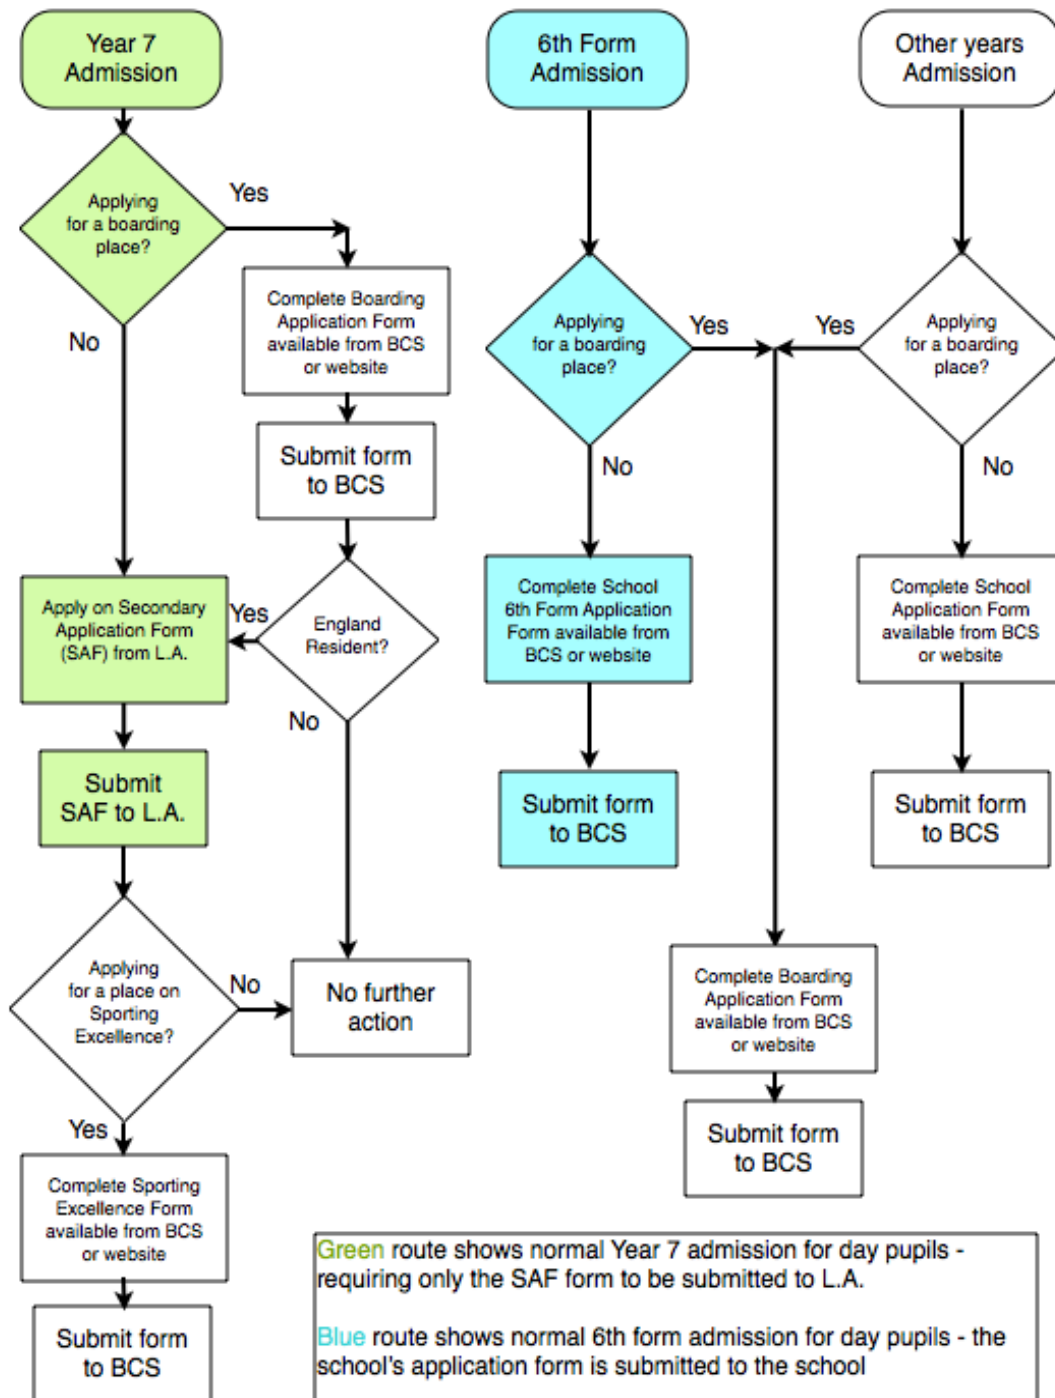 Year 7
Admission
6th Form
Admission
Other years
Admission
Applying
for a boarding
place?
Yes
No
Complete Boarding
Application Form
available from BCS
or website
Submit form
to BCS
England
Resident?
Yes
No
Apply on Secondary
Application Form
(SAF) from L.A.
Submit
SAF to L.A.
Applying
for a place on
Sporting
Excellence?
No
No further
action
Yes
Complete Sporting
Excellence Form
available from BCS
or website
Submit form
to BCS
Applying
for a boarding
place?
Yes
No
Complete School
6th Form Application
Form available from
BCS or website
Submit form
to BCS
Applying
for a boarding
place?
Yes
No
Complete School
Application Form
available from BCS
or website
Submit form
to BCS
Complete Boarding
Application Form
available from BCS
or website
Submit form
to BCS
Green route shows normal Year 7 admission for day pupils -
requiring only the SAF form to be submitted to L.A.
Blue route shows normal 6th form admission for day pupils - the
school's application form is submitted to the school